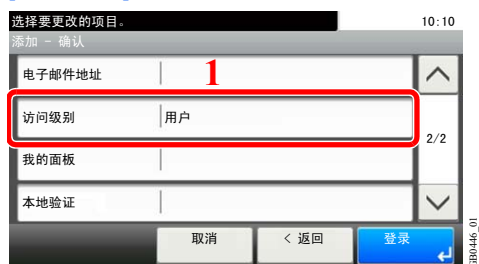 选择要更改的项目。 10:10
添加 - 确认
电子邮件地址
1
访问级别 用户
2/2
我的面板
本地验证
取消 < 返回 登录
GB0446_01